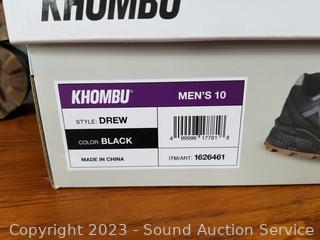 KHOMBU
KHOMBU
MEN'S 10
STYLE: DREW
COLOR: BLACK
MADE IN CHINA
4 99996 17781 8
ITM/ART: 1626461
Copyright 2023 - Sound Auction Service